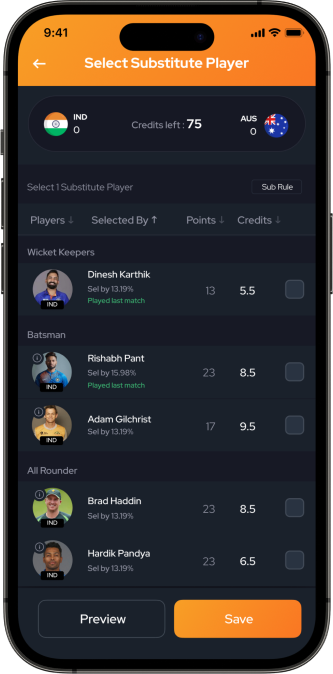 9:41
Select Substitute Player
IND
0
Credits left : 75
AUS
0
Select 1 Substitute Player
Sub Rule
Players ↓ Selected By ↑ Points ↓ Credits ↓
Wicket Keepers
Dinesh Karthik
Sel by 13.19%
Played last match
IND
13
5.5
Batsman
Rishabh Pant
Sel by 15.98%
Played last match
IND
23
8.5
Adam Gilchrist
Sel by 13.19%
IND
17
9.5
All Rounder
Brad Haddin
Sel by 13.19%
IND
23
8.5
Hardik Pandya
Sel by 13.19%
IND
23
6.5
Preview
Save